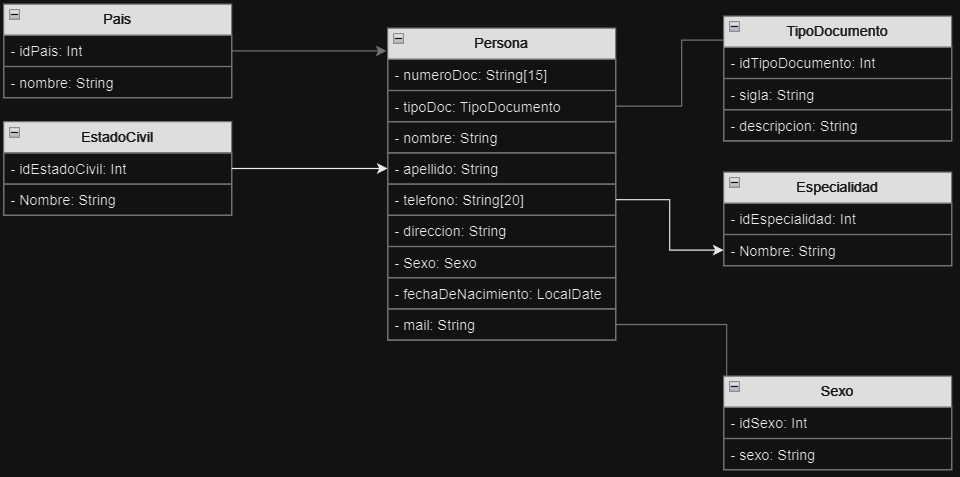 Pais
- idPais: Int
- nombre: String
EstadoCivil
- idEstadoCivil: Int
- Nombre: String
Persona
- numeroDoc: String[15]
- tipoDoc: TipoDocumento
- nombre: String
- apellido: String
- telefono: String[20]
- direccion: String
- Sexo: Sexo
- fechaDeNacimiento: LocalDate
- mail: String
TipoDocumento
- idTipoDocumento: Int
- sigla: String
- descripcion: String
Especialidad
- idEspecialidad: Int
- Nombre: String
Sexo
- idSexo: Int
- sexo: String